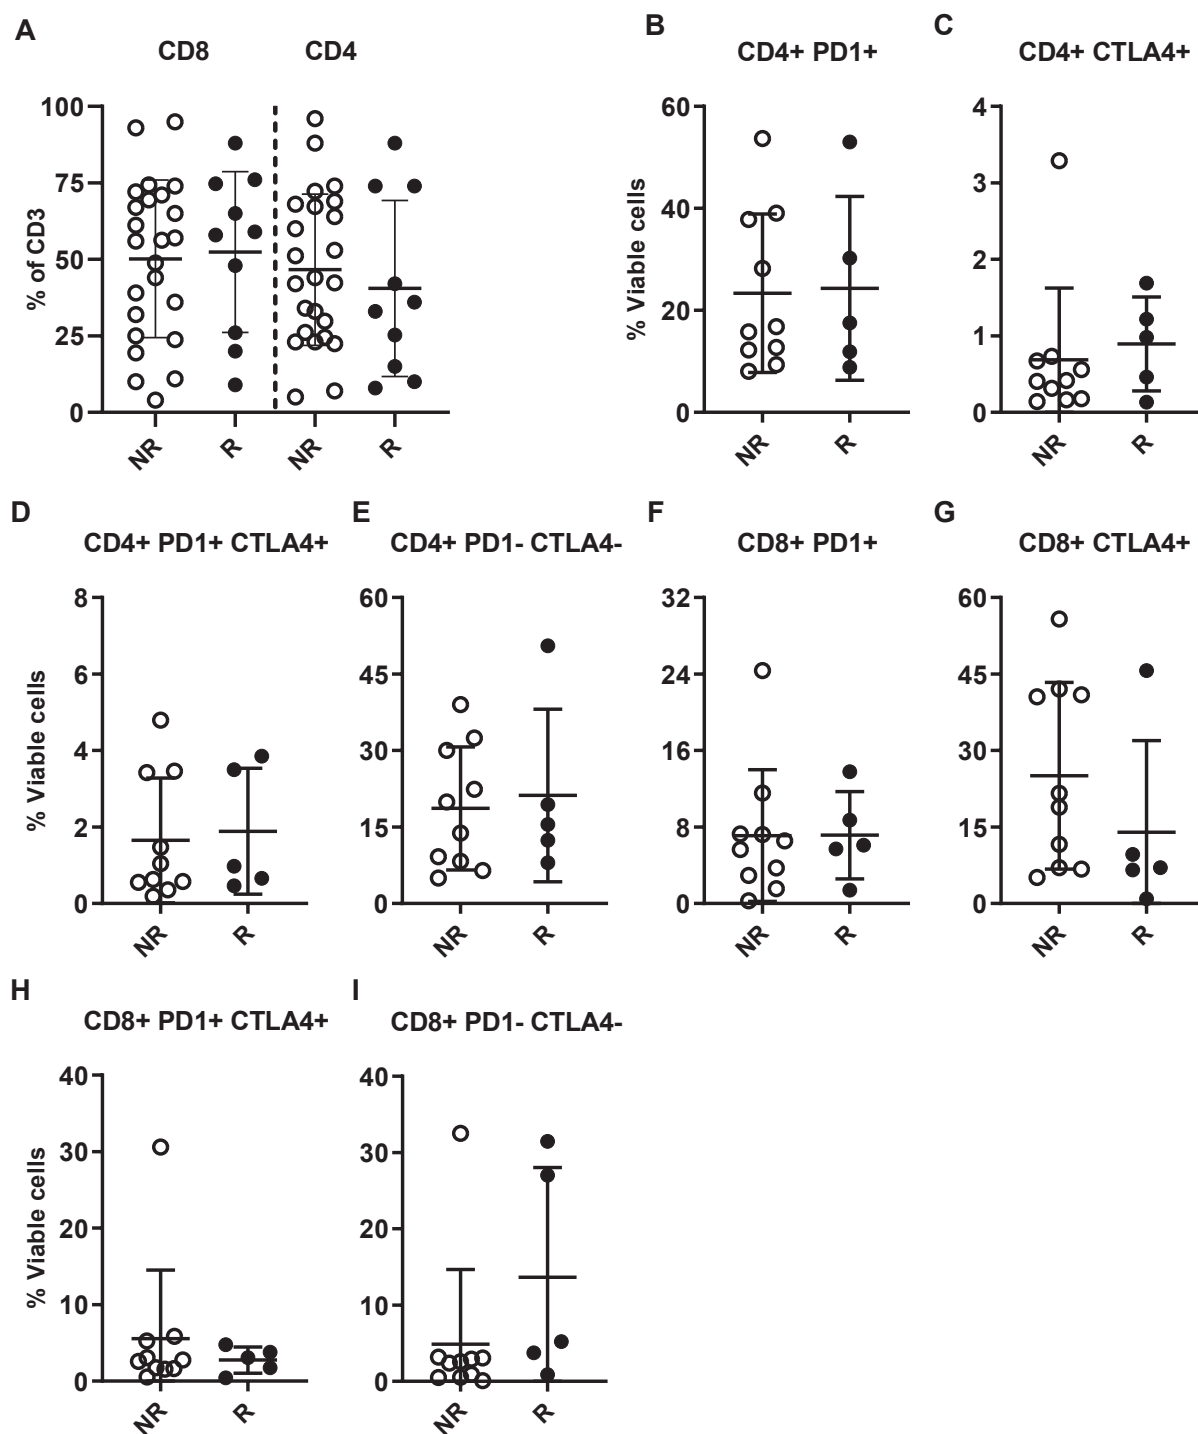 A
CD8
CD4
% of CD3
100
75
50
25
0
NR
R
NR
R
B
CD4+ PD1+
% Viable cells
60
40
20
0
NR
R
C
CD4+ CTLA4+
4
3
2
1
0
NR
R
D
CD4+ PD1+ CTLA4+
% Viable cells
8
6
4
2
0
NR
R
E
CD4+ PD1- CTLA4-
60
45
30
15
0
NR
R
F
CD8+ PD1+
32
24
16
8
0
NR
R
G
CD8+ CTLA4+
60
45
30
15
0
NR
R
H
CD8+ PD1+ CTLA4+
% Viable cells
40
30
20
10
0
NR
R
I
CD8+ PD1- CTLA4-
40
30
20
10
0
NR
R